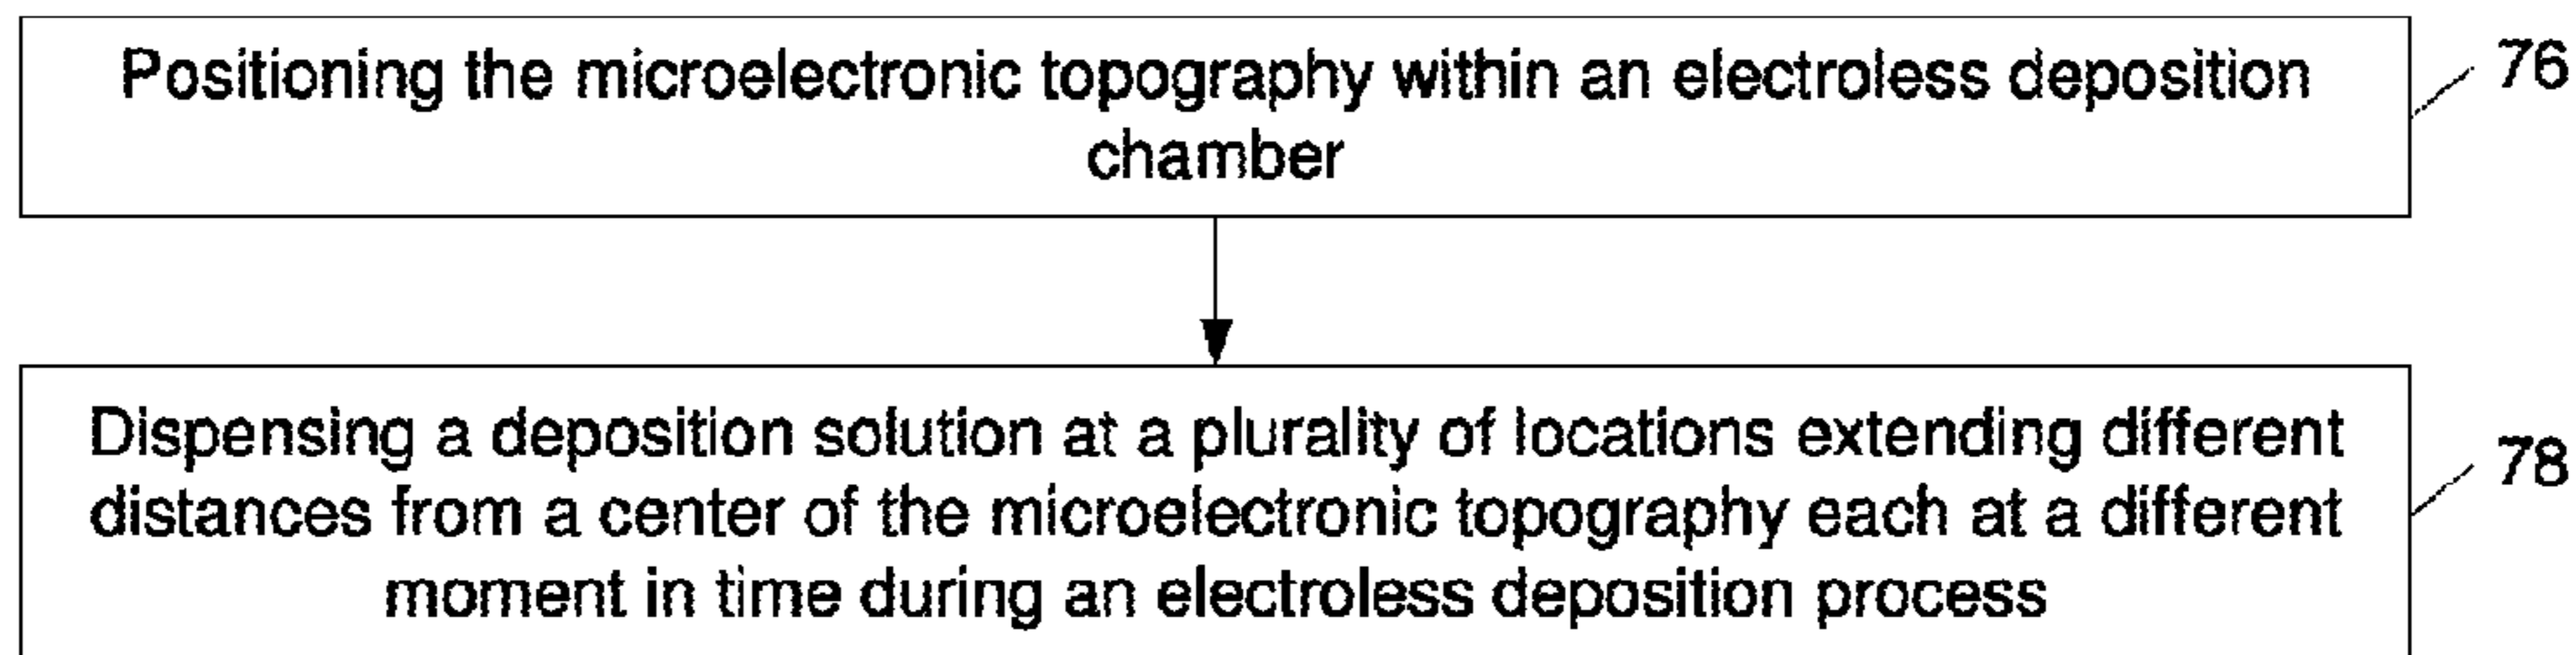 Positioning the microelectronic topography within an electroless deposition
chamber
76
Dispensing a deposition solution at a plurality of locations extending different
distances from a center of the microelectronic topography each at a different
moment in time during an electroless deposition process
78